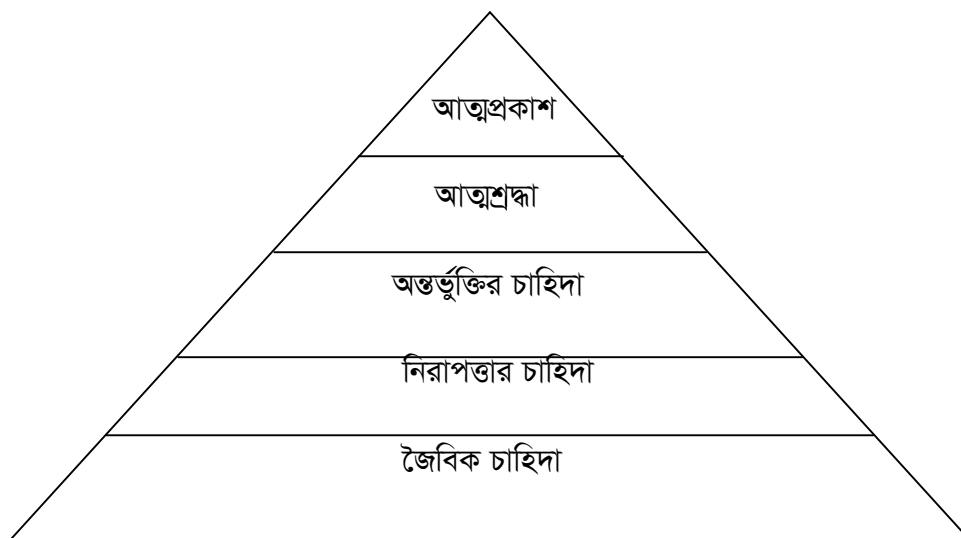 আত্মপ্রকাশ
আত্মশ্রদ্ধা
অন্তর্ভুক্তির চাহিদা
নিরাপত্তার চাহিদা
জৈবিক চাহিদা